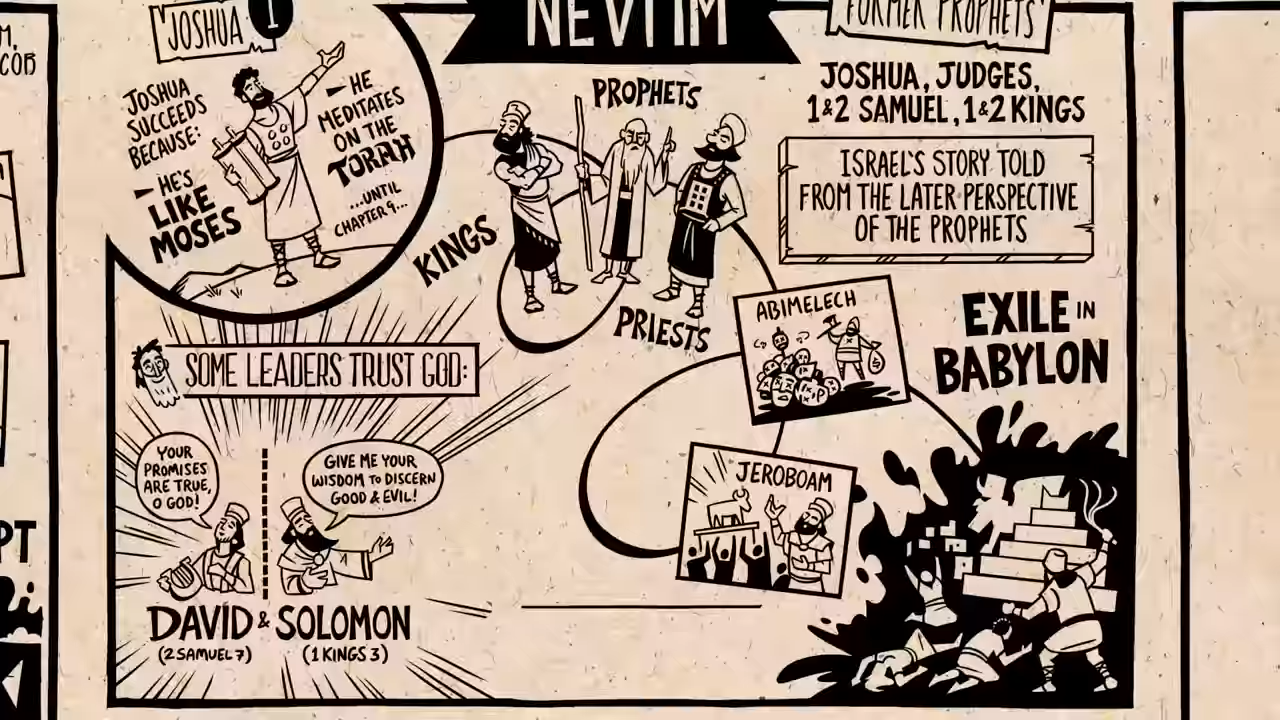 JOSHUA
1
JOSHUA
SUCCEEDS
BECAUSE:
HE'S
LIKE
MOSES
HE
MEDITATES
ON THE
TORAH
...UNTIL
CHAPTER 9...
NEVI'IM
PROPHETS
KINGS
PRIESTS
FORMER PROPHETS
JOSHUA, JUDGES,
1&2 SAMUEL, 1&2 KINGS
ISRAEL'S STORY TOLD
FROM THE LATER PERSPECTIVE
OF THE PROPHETS
ABIMELECH
EXILE IN
BABYLON
JEROBOAM
SOME LEADERS TRUST GOD:
YOUR
PROMISES
ARE TRUE,
O GOD!
GIVE ME YOUR
WISDOM TO DISCERN
GOOD & EVIL!
DAVID & SOLOMON
(2 SAMUEL 7)
(1 KINGS 3)